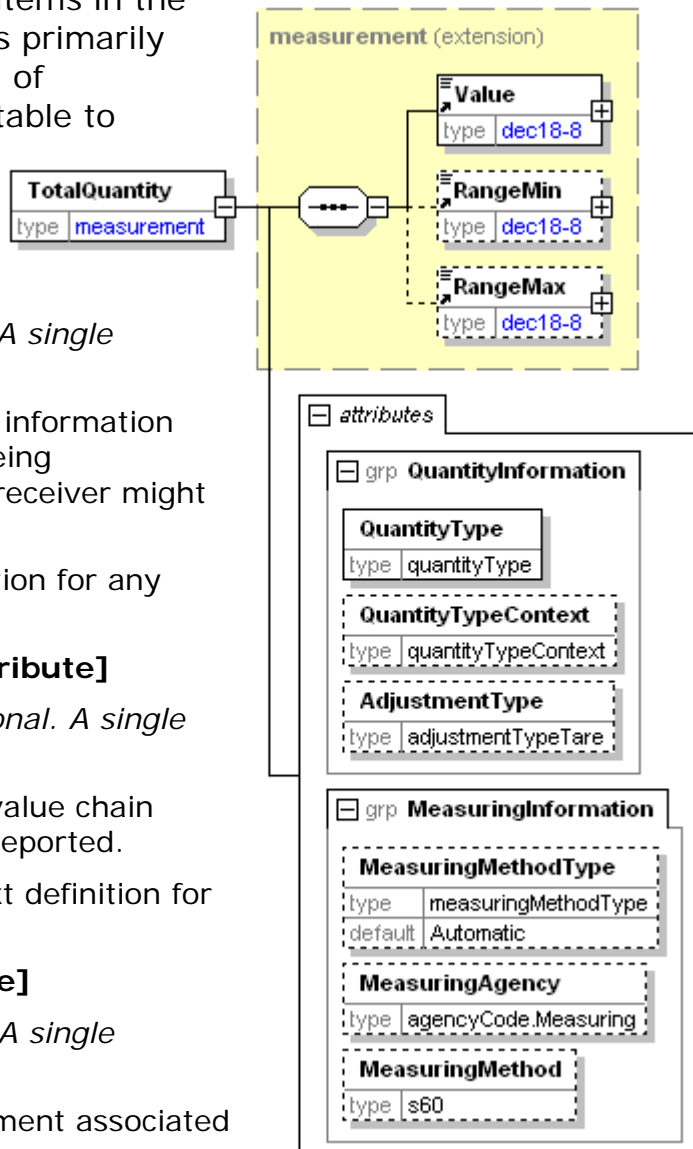 items in the
s primarily
of
table to
A single
information
eing
receiver might
tion for any
ribute]
onal. A single
value chain
reported.
xt definition for
e]
A single
ment associated
measurement (extension)
TotalQuantity
type measurement
Value
type dec18-8
RangeMin
type dec18-8
RangeMax
type dec18-8
attributes
grp QuantityInformation
QuantityType
type quantityType
QuantityTypeContext
type quantityTypeContext
AdjustmentType
type adjustmentTypeTare
grp MeasuringInformation
MeasuringMethodType
type measuringMethodType
default Automatic
MeasuringAgency
type agencyCode.Measuring
MeasuringMethod
type s60